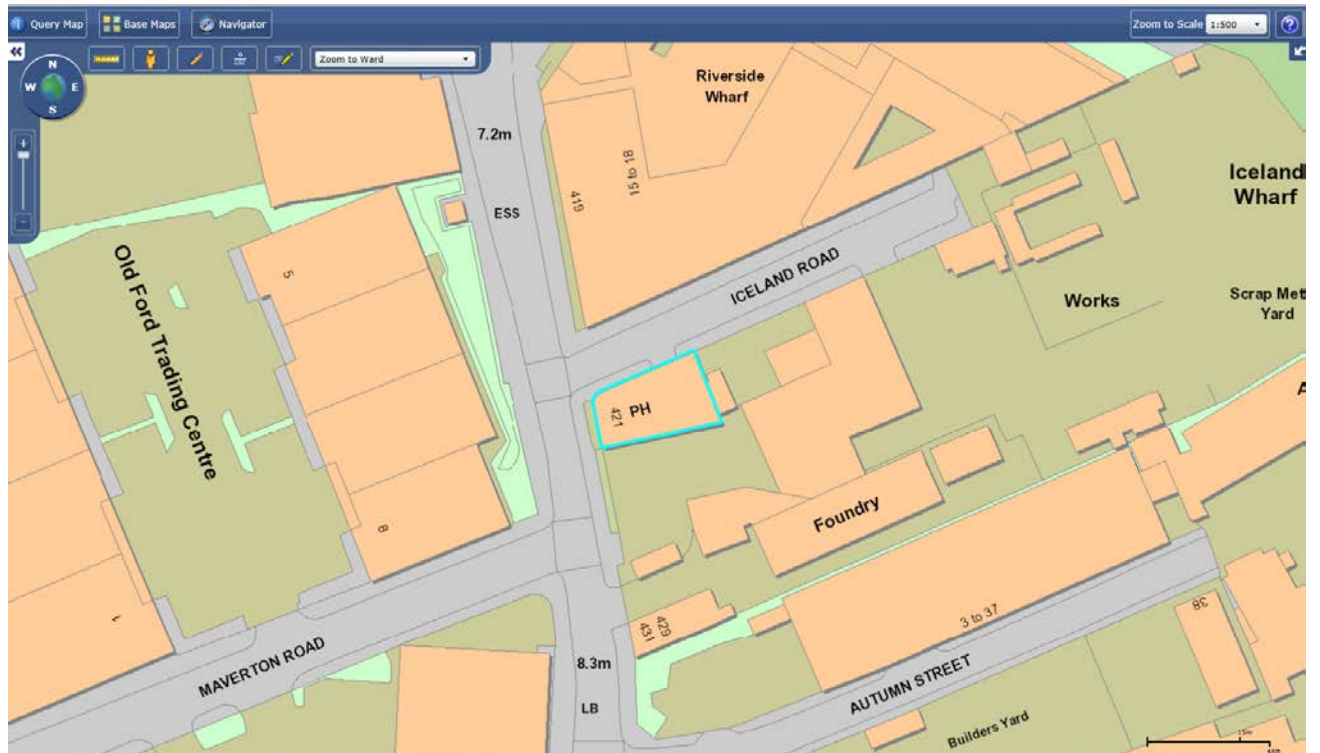 Query Map
Base Maps
Navigator
Zoom to Scale 1:500
?
Zoom to Ward
N
W E
S
Riverside
Wharf
7.2m
15 to 18
419
ESS
Iceland
Wharf
Old Ford Trading Centre
5
ICELAND ROAD
Works
Scrap Met
Yard
PH
421
A
Foundry
8
1
3 to 37
38
429
431
MAVERTON ROAD
8.3m
AUTUMN STREET
LB
Builders Yard
15m